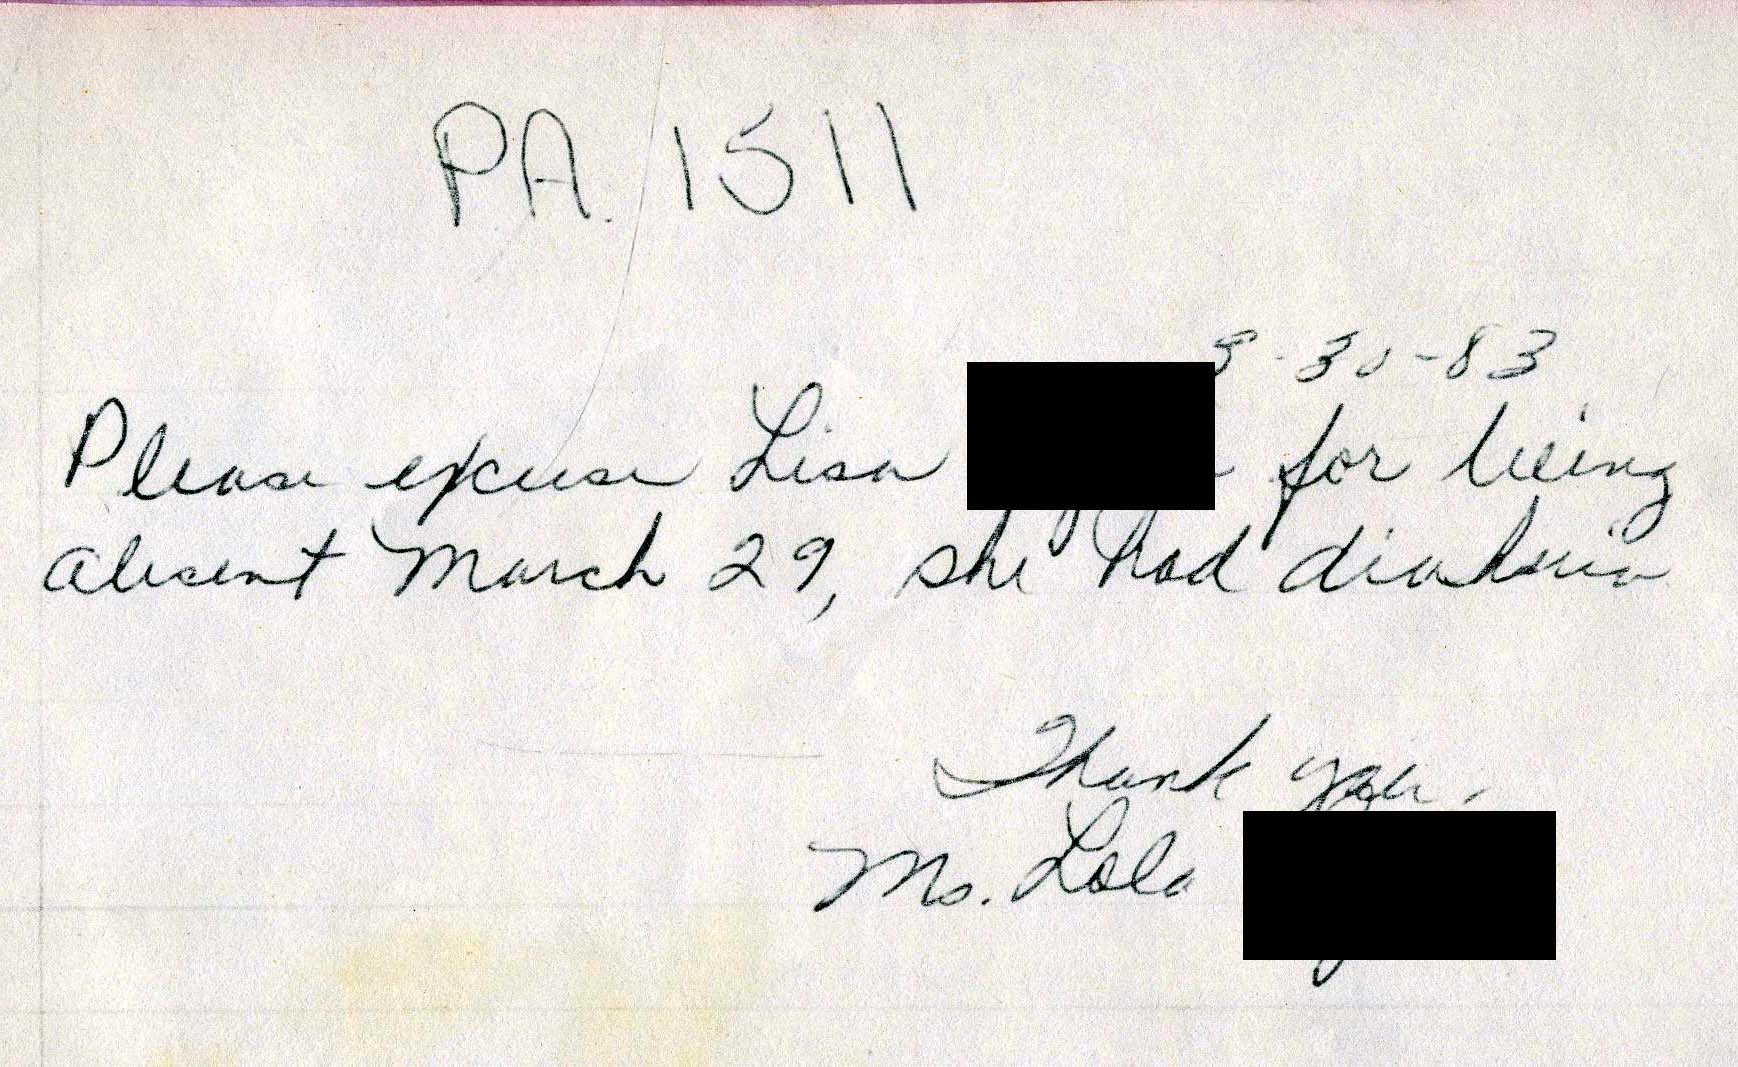 PA. 1511
3-30-83
Please excuse Lisa for being
absent March 29, she had diahria
Thank you.
Ms. Lola